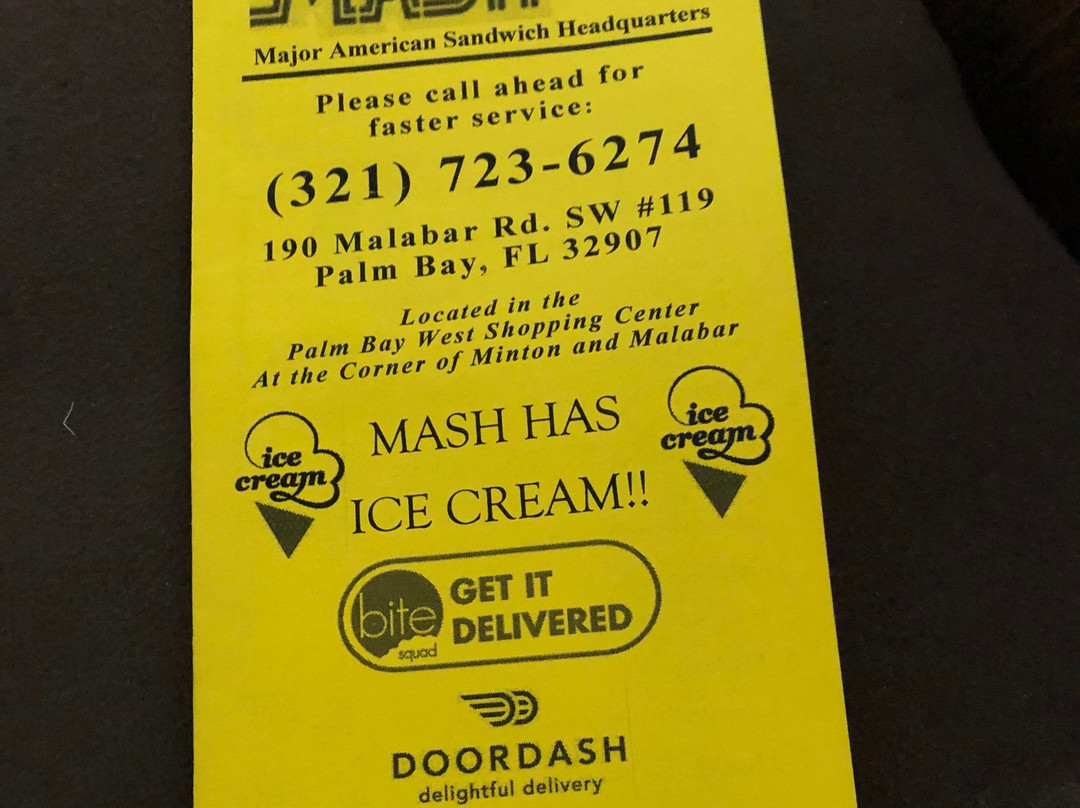 MASH
Major American Sandwich Headquarters
Please call ahead for
faster service:
(321) 723-6274
190 Malabar Rd. SW #119
Palm Bay, FL 32907
Located in the
Palm Bay West Shopping Center
At the Corner of Minton and Malabar
ice
cream
MASH HAS
ICE CREAM!!
ice
cream
bite
squad
GET IT
DELIVERED
DOORDASH
delightful delivery